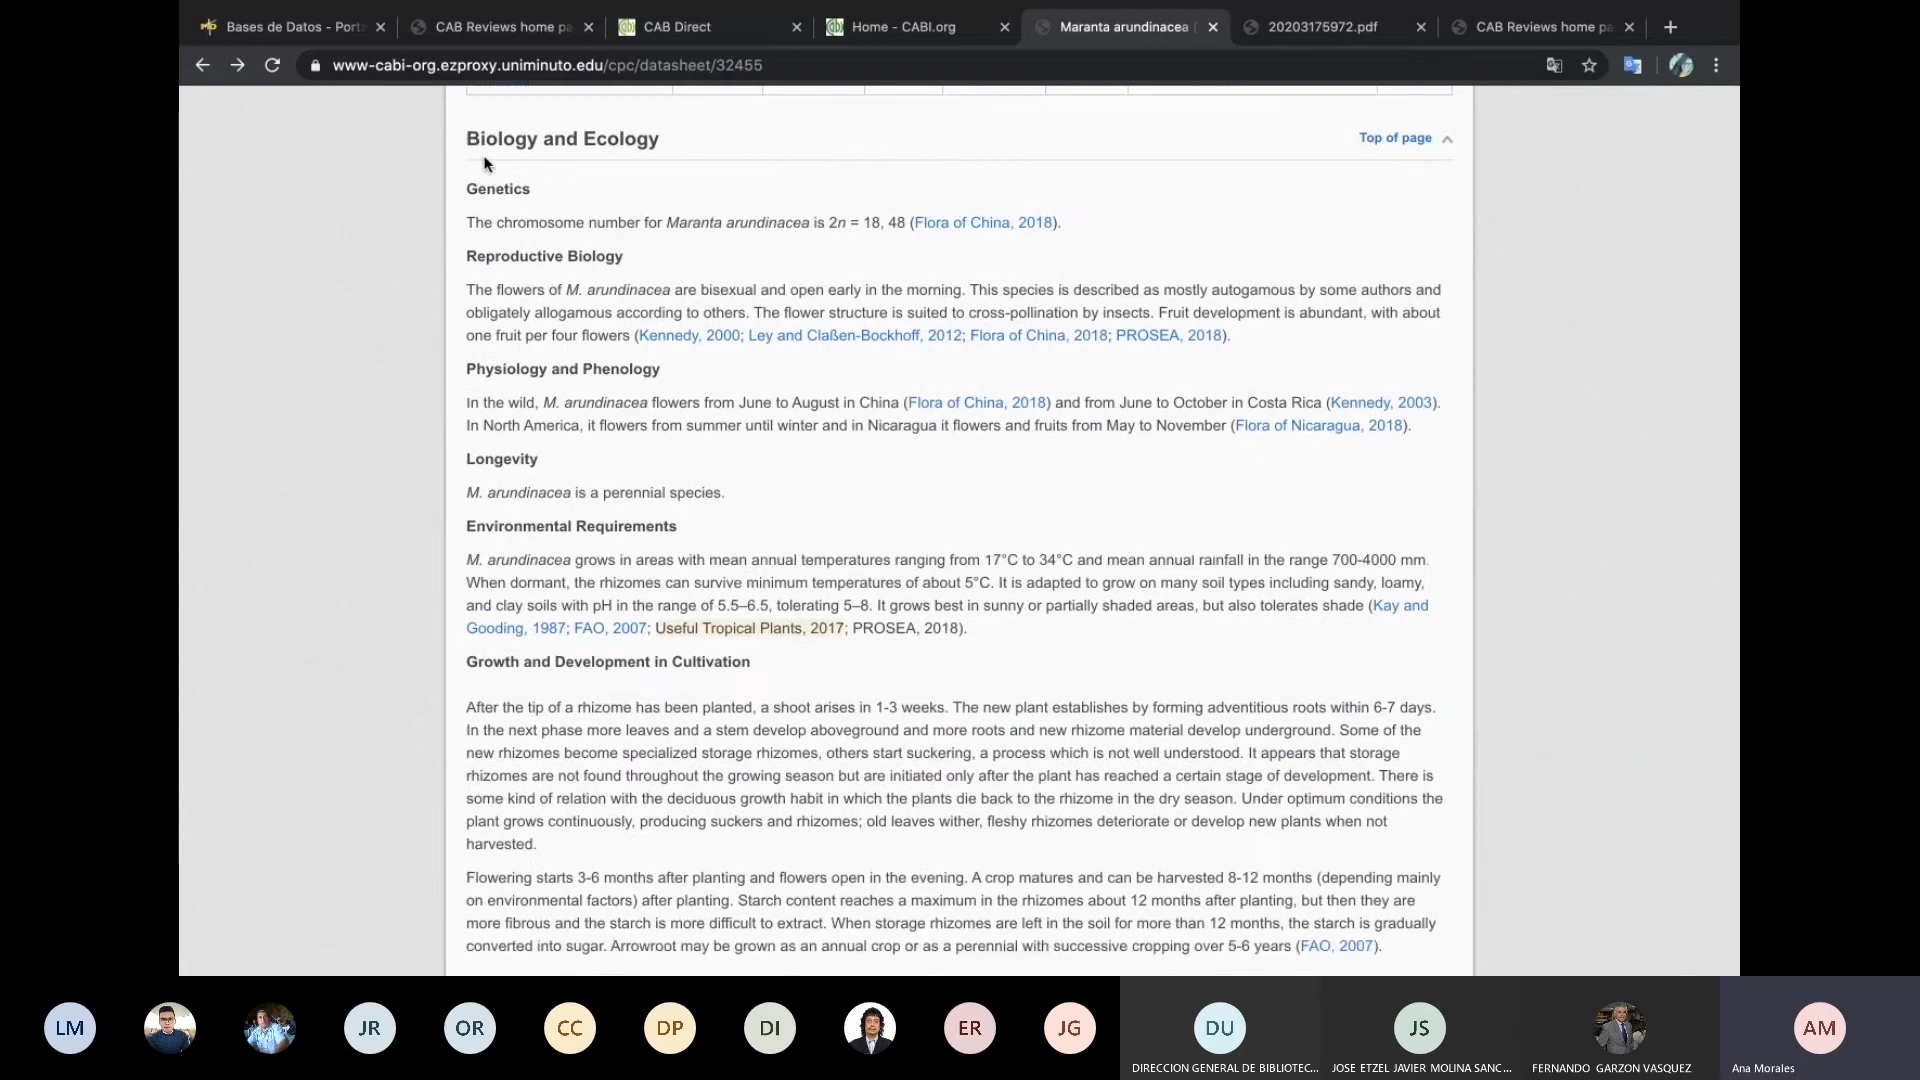 Bases de Datos - Porta
CAB Reviews home pa
CAB Direct
Home - CABI.org
Maranta arundinacea (
20203175972.pdf
CAB Reviews home pa
www-cabi-org.ezproxy.uniminuto.edu/cpc/datasheet/32455
Biology and Ecology
Top of page
Genetics
The chromosome number for Maranta arundinacea is 2n = 18, 48 (Flora of China, 2018).
Reproductive Biology
The flowers of M. arundinacea are bisexual and open early in the morning. This species is described as mostly autogamous by some authors and
obligately allogamous according to others. The flower structure is suited to cross-pollination by insects. Fruit development is abundant, with about
one fruit per four flowers (Kennedy, 2000; Ley and Claßen-Bockhoff, 2012; Flora of China, 2018; PROSEA, 2018).
Physiology and Phenology
In the wild, M. arundinacea flowers from June to August in China (Flora of China, 2018) and from June to October in Costa Rica (Kennedy, 2003).
In North America, it flowers from summer until winter and in Nicaragua it flowers and fruits from May to November (Flora of Nicaragua, 2018).
Longevity
M. arundinacea is a perennial species.
Environmental Requirements
M. arundinacea grows in areas with mean annual temperatures ranging from 17°C to 34°C and mean annual rainfall in the range 700-4000 mm.
When dormant, the rhizomes can survive minimum temperatures of about 5°C. It is adapted to grow on many soil types including sandy, loamy,
and clay soils with pH in the range of 5.5–6.5, tolerating 5–8. It grows best in sunny or partially shaded areas, but also tolerates shade (Kay and
Gooding, 1987; FAO, 2007; Useful Tropical Plants, 2017; PROSEA, 2018).
Growth and Development in Cultivation
After the tip of a rhizome has been planted, a shoot arises in 1-3 weeks. The new plant establishes by forming adventitious roots within 6-7 days.
In the next phase more leaves and a stem develop aboveground and more roots and new rhizome material develop underground. Some of the
new rhizomes become specialized storage rhizomes, others start suckering, a process which is not well understood. It appears that storage
rhizomes are not found throughout the growing season but are initiated only after the plant has reached a certain stage of development. There is
some kind of relation with the deciduous growth habit in which the plants die back to the rhizome in the dry season. Under optimum conditions the
plant grows continuously, producing suckers and rhizomes; old leaves wither, fleshy rhizomes deteriorate or develop new plants when not
harvested.
Flowering starts 3-6 months after planting and flowers open in the evening. A crop matures and can be harvested 8-12 months (depending mainly
on environmental factors) after planting. Starch content reaches a maximum in the rhizomes about 12 months after planting, but then they are
more fibrous and the starch is more difficult to extract. When storage rhizomes are left in the soil for more than 12 months, the starch is gradually
converted into sugar. Arrowroot may be grown as an annual crop or as a perennial with successive cropping over 5-6 years (FAO, 2007).
LM
JR
OR
CC
DP
DI
ER
JG
DU
JS
AM
DIRECCION GENERAL DE BIBLIOTEC...
JOSE ETZEL JAVIER MOLINA SANC...
FERNANDO GARZON VASQUEZ
Ana Morales